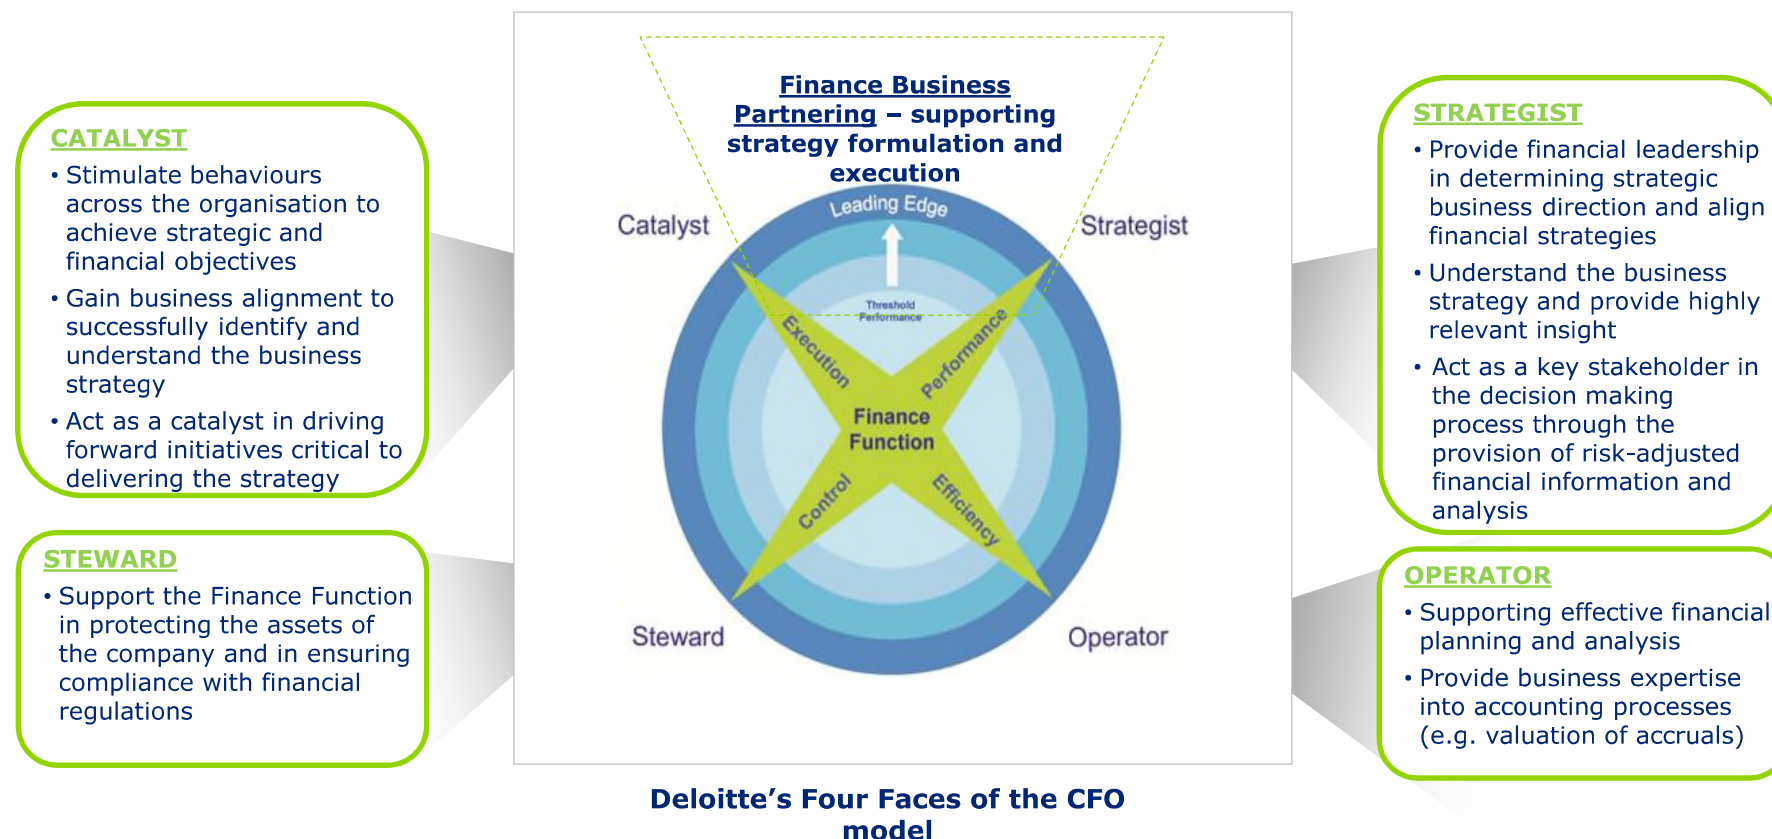 CATALYST
• Stimulate behaviours
across the organisation to
achieve strategic and
financial objectives
• Gain business alignment to
successfully identify and
understand the business
strategy
• Act as a catalyst in driving
forward initiatives critical to
delivering the strategy
STEWARD
• Support the Finance Function
in protecting the assets of
the company and in ensuring
compliance with financial
regulations
Finance Business
Partnering – supporting
strategy formulation and
execution
Leading Edge
Catalyst
Strategist
Threshold
Performance
Execution
Performance
Finance
Function
Control
Efficiency
Steward
Operator
Deloitte’s Four Faces of the CFO
model
STRATEGIST
• Provide financial leadership
in determining strategic
business direction and align
financial strategies
• Understand the business
strategy and provide highly
relevant insight
• Act as a key stakeholder in
the decision making
process through the
provision of risk-adjusted
financial information and
analysis
OPERATOR
• Supporting effective financial
planning and analysis
• Provide business expertise
into accounting processes
(e.g. valuation of accruals)